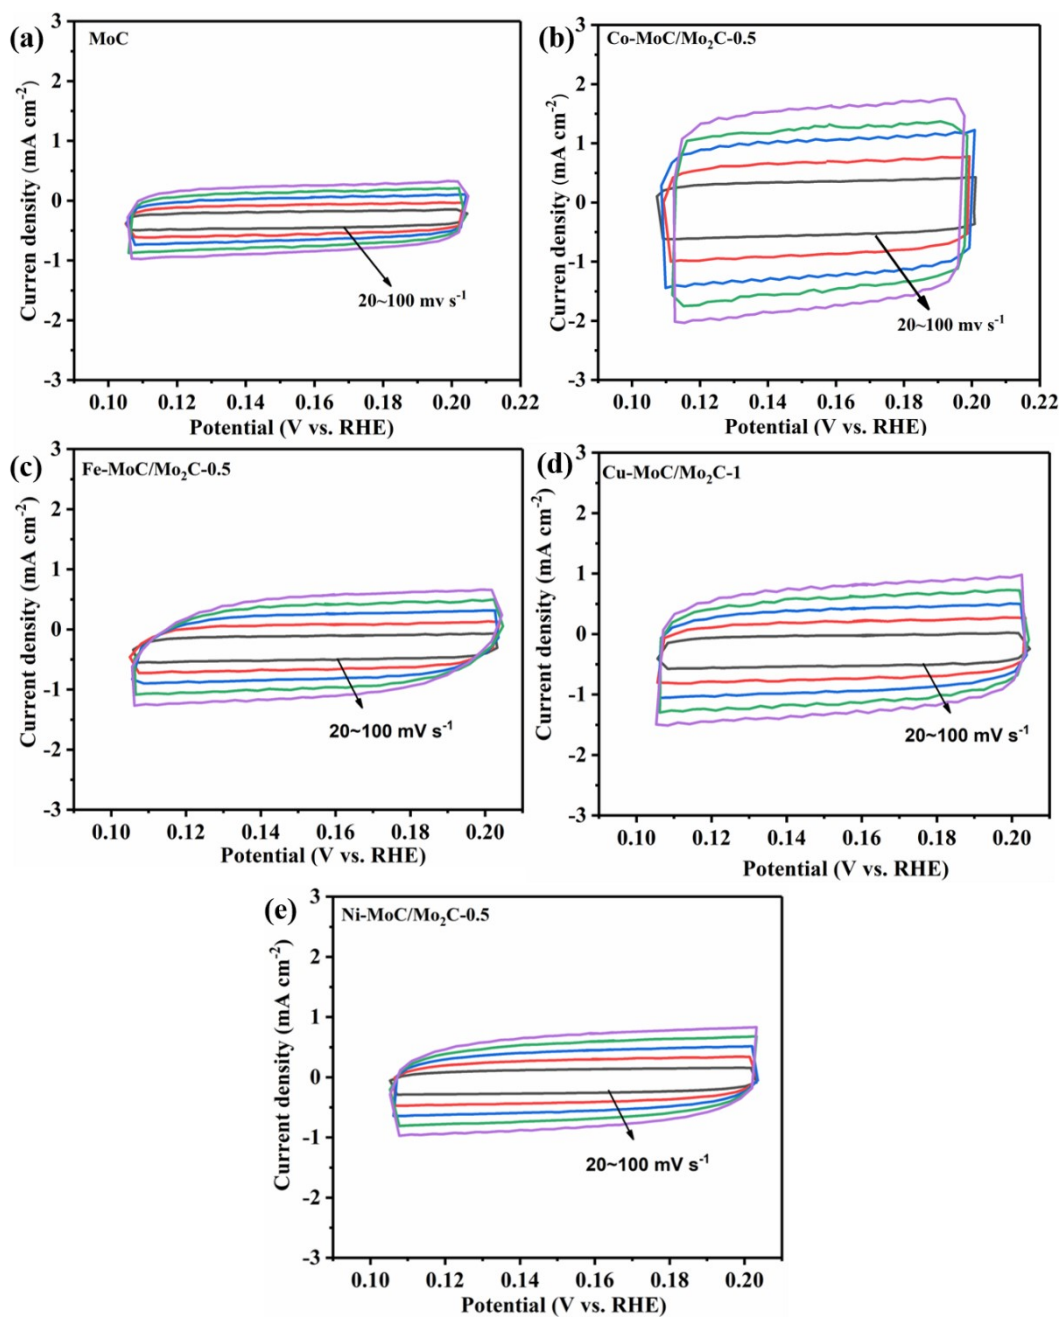 (a)
MoC
Curren density (mA cm-2)
3
2
1
0
-1
-2
-3
20~100 mv s-1
0.10 0.12 0.14 0.16 0.18 0.20 0.22
Potential (V vs. RHE)
(b)
Co-MoC/Mo2C-0.5
Curren density (mA cm-2)
3
2
1
0
-1
-2
-3
20~100 mv s-1
0.10 0.12 0.14 0.16 0.18 0.20 0.22
Potential (V vs. RHE)
(c)
Fe-MoC/Mo2C-0.5
Current density (mA cm-2)
3
2
1
0
-1
-2
-3
20~100 mV s-1
0.10 0.12 0.14 0.16 0.18 0.20
Potential (V vs. RHE)
(d)
Cu-MoC/Mo2C-1
Current density (mA cm-2)
3
2
1
0
-1
-2
-3
20~100 mV s-1
0.10 0.12 0.14 0.16 0.18 0.20
Potential (V vs. RHE)
(e)
Ni-MoC/Mo2C-0.5
Current density (mA cm-2)
3
2
1
0
-1
-2
-3
20~100 mV s-1
0.10 0.12 0.14 0.16 0.18 0.20
Potential (V vs. RHE)